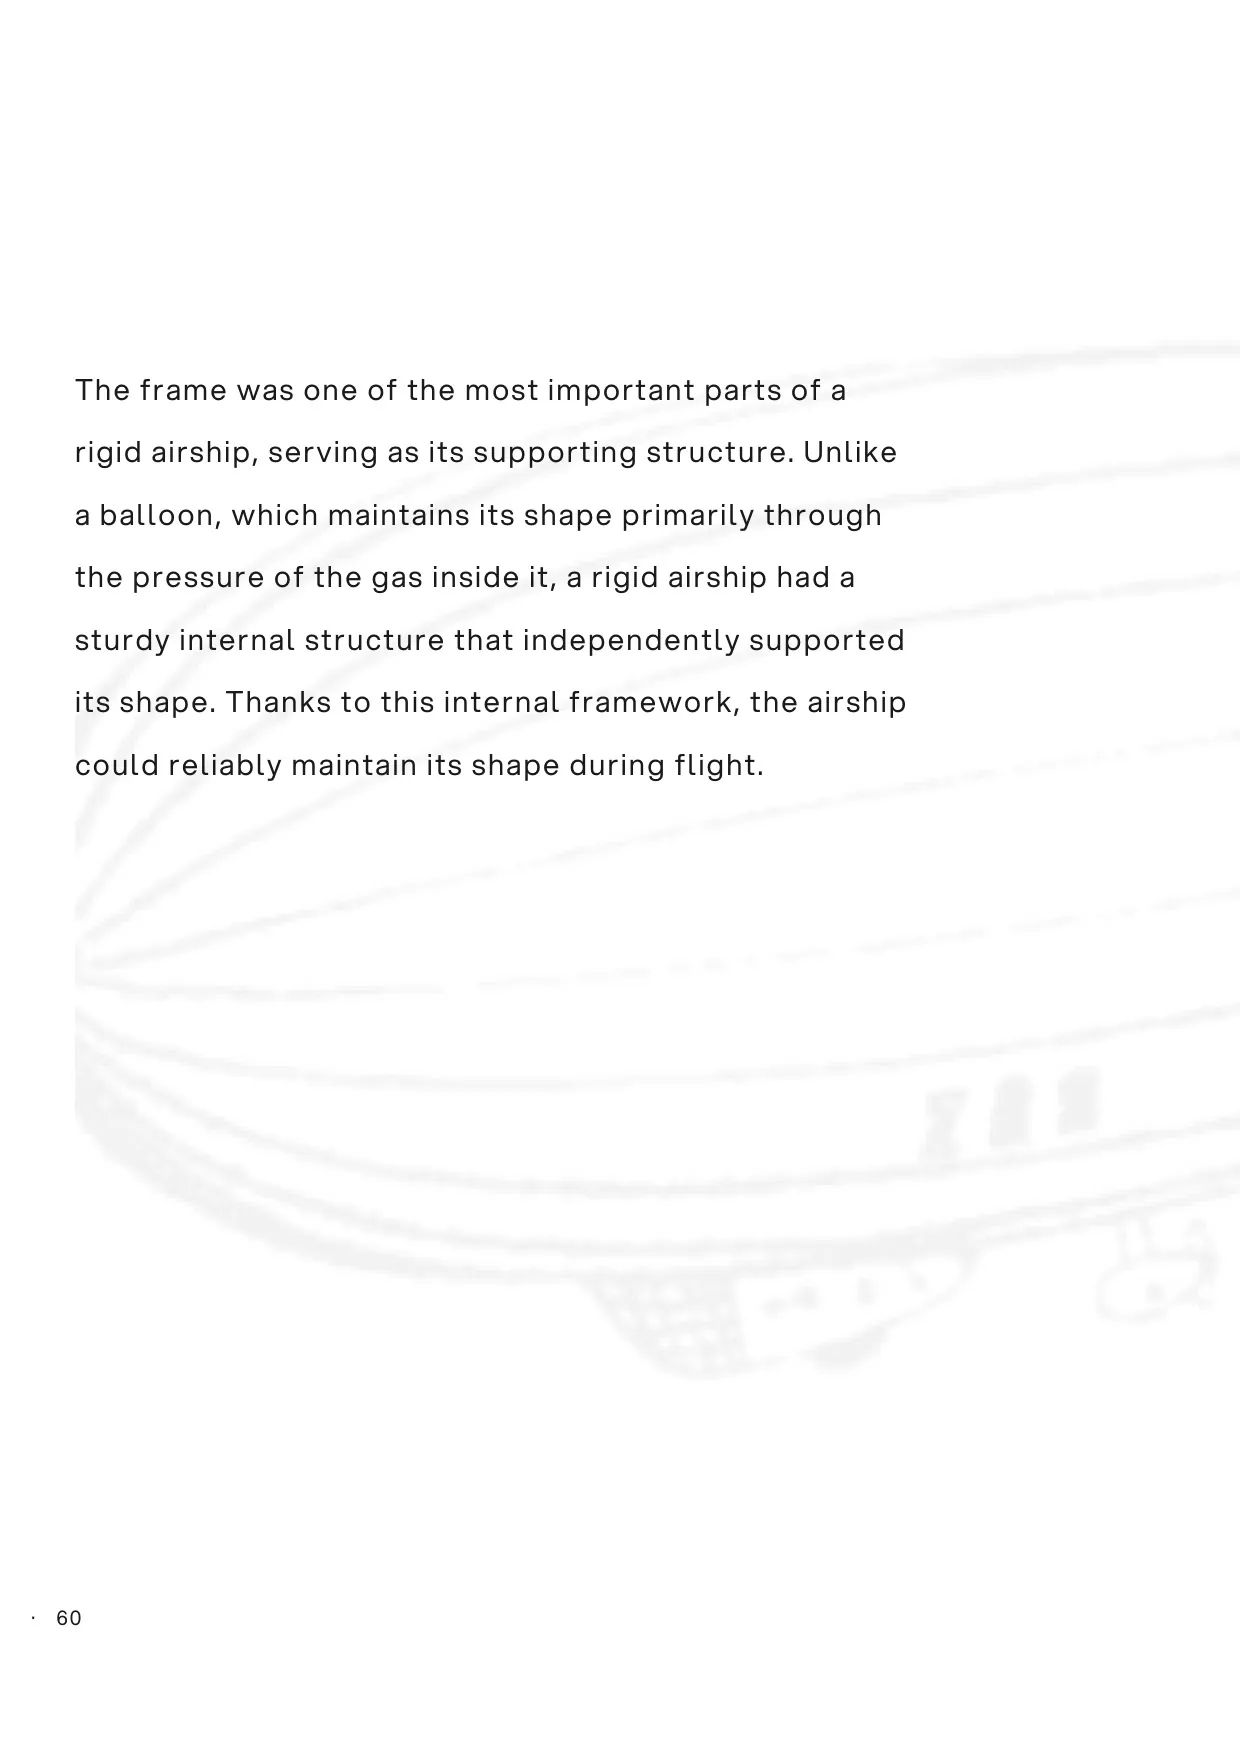 The frame was one of the most important parts of a
rigid airship, serving as its supporting structure. Unlike
a balloon, which maintains its shape primarily through
the pressure of the gas inside it, a rigid airship had a
sturdy internal structure that independently supported
its shape. Thanks to this internal framework, the airship
could reliably maintain its shape during flight.
· 60